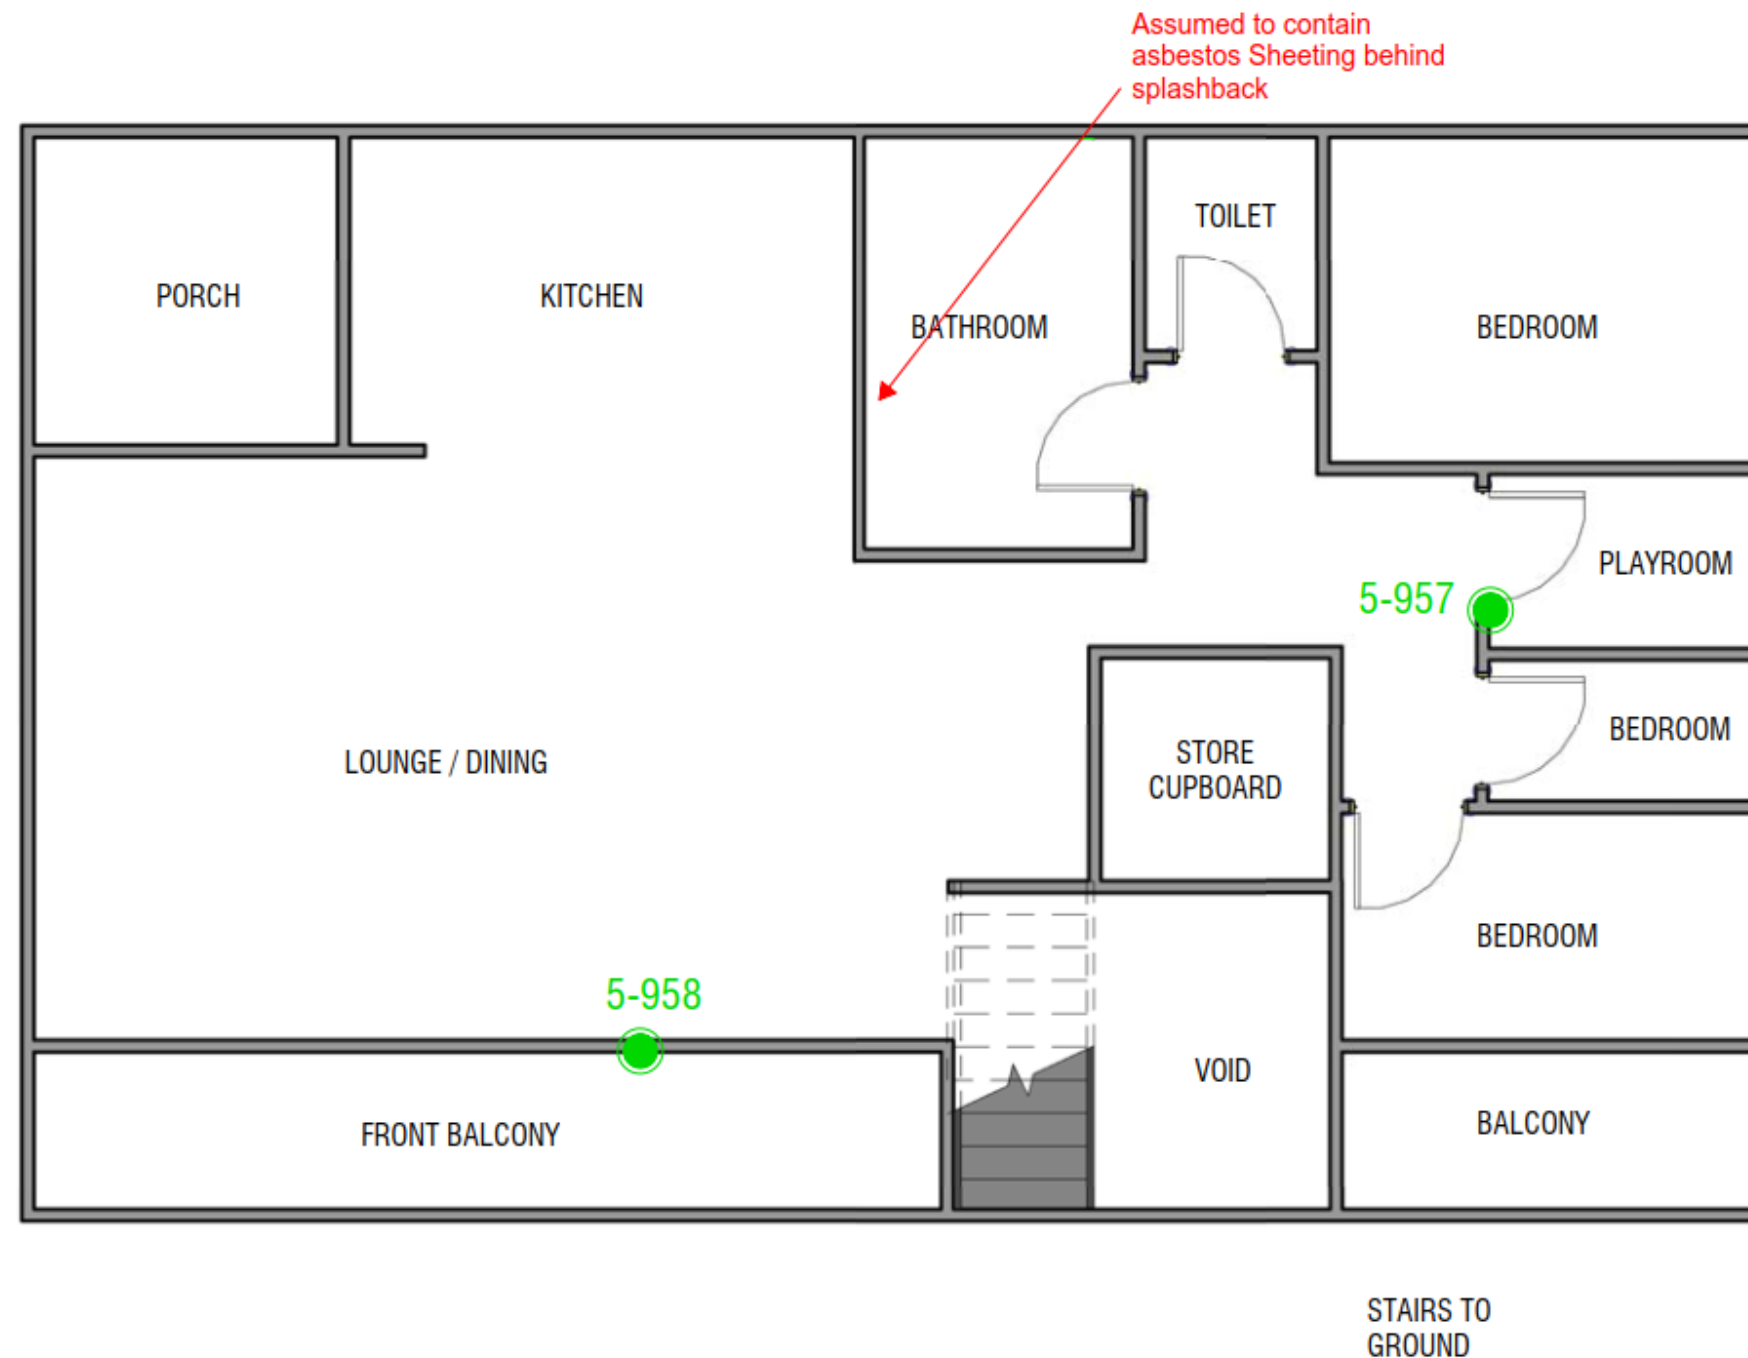 Assumed to contain
asbestos Sheeting behind
splashback
TOILET
PORCH
KITCHEN
BATHROOM
BEDROOM
PLAYROOM
5-957
BEDROOM
STORE
CUPBOARD
LOUNGE / DINING
BEDROOM
5-958
VOID
BALCONY
FRONT BALCONY
STAIRS TO
GROUND